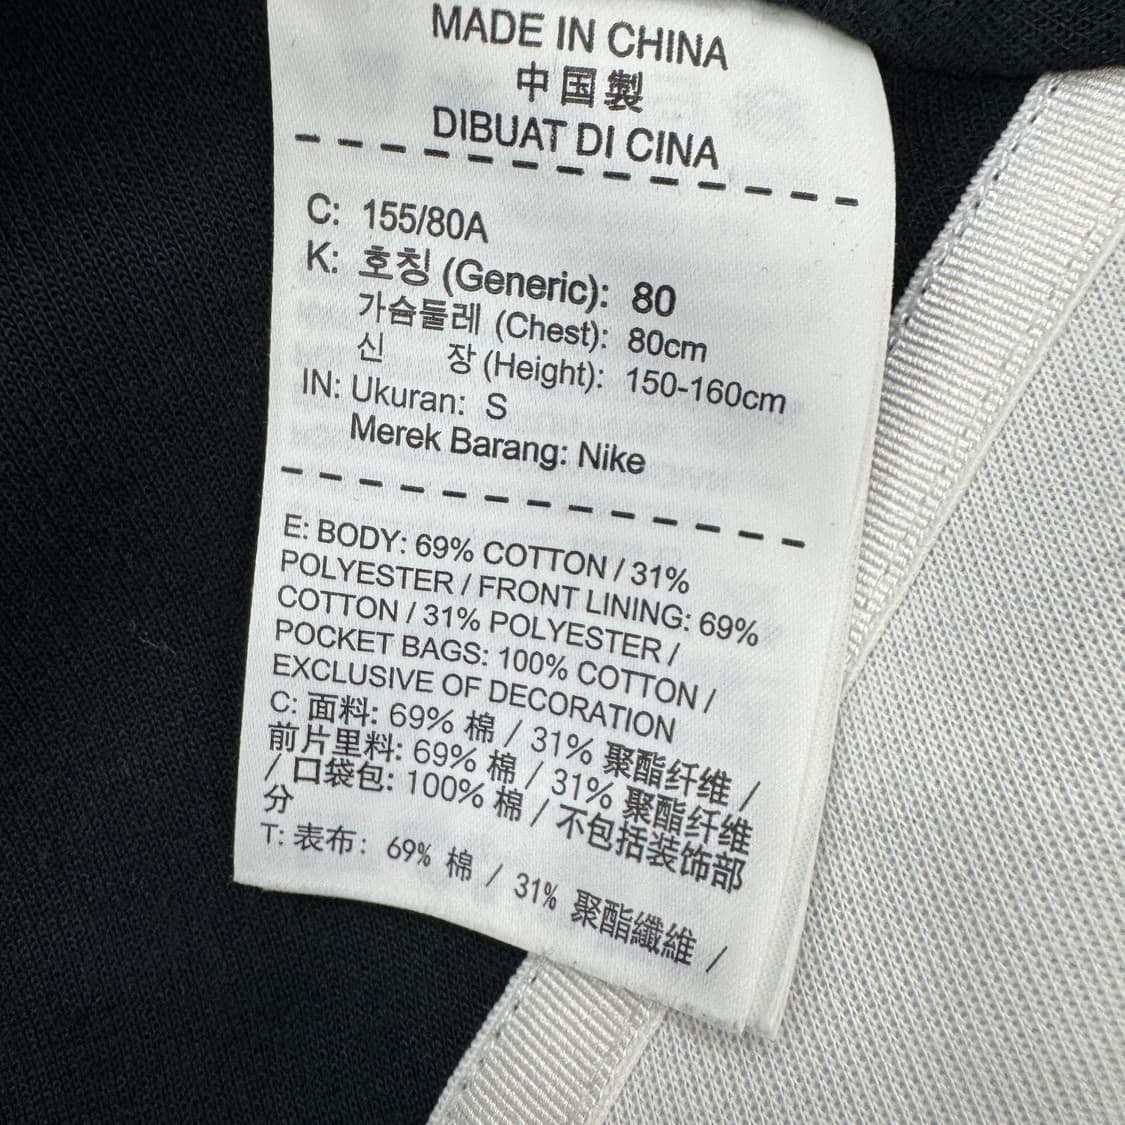 MADE IN CHINA
中国製
DIBUAT DI CINA
C: 155/80A
K: 호칭 (Generic): 80
가슴둘레 (Chest): 80cm
신 장 (Height): 150-160cm
IN: Ukuran: S
Merek Barang: Nike
E: BODY: 69% COTTON / 31%
POLYESTER / FRONT LINING: 69%
COTTON / 31% POLYESTER /
POCKET BAGS: 100% COTTON /
EXCLUSIVE OF DECORATION
C: 面料: 69% 棉 / 31% 聚酯纤维 /
前片里料: 69% 棉 / 31% 聚酯纤维
/ 口袋包: 100% 棉 / 不包括装饰部
分
T: 表布: 69% 棉 / 31% 聚酯纖維 /